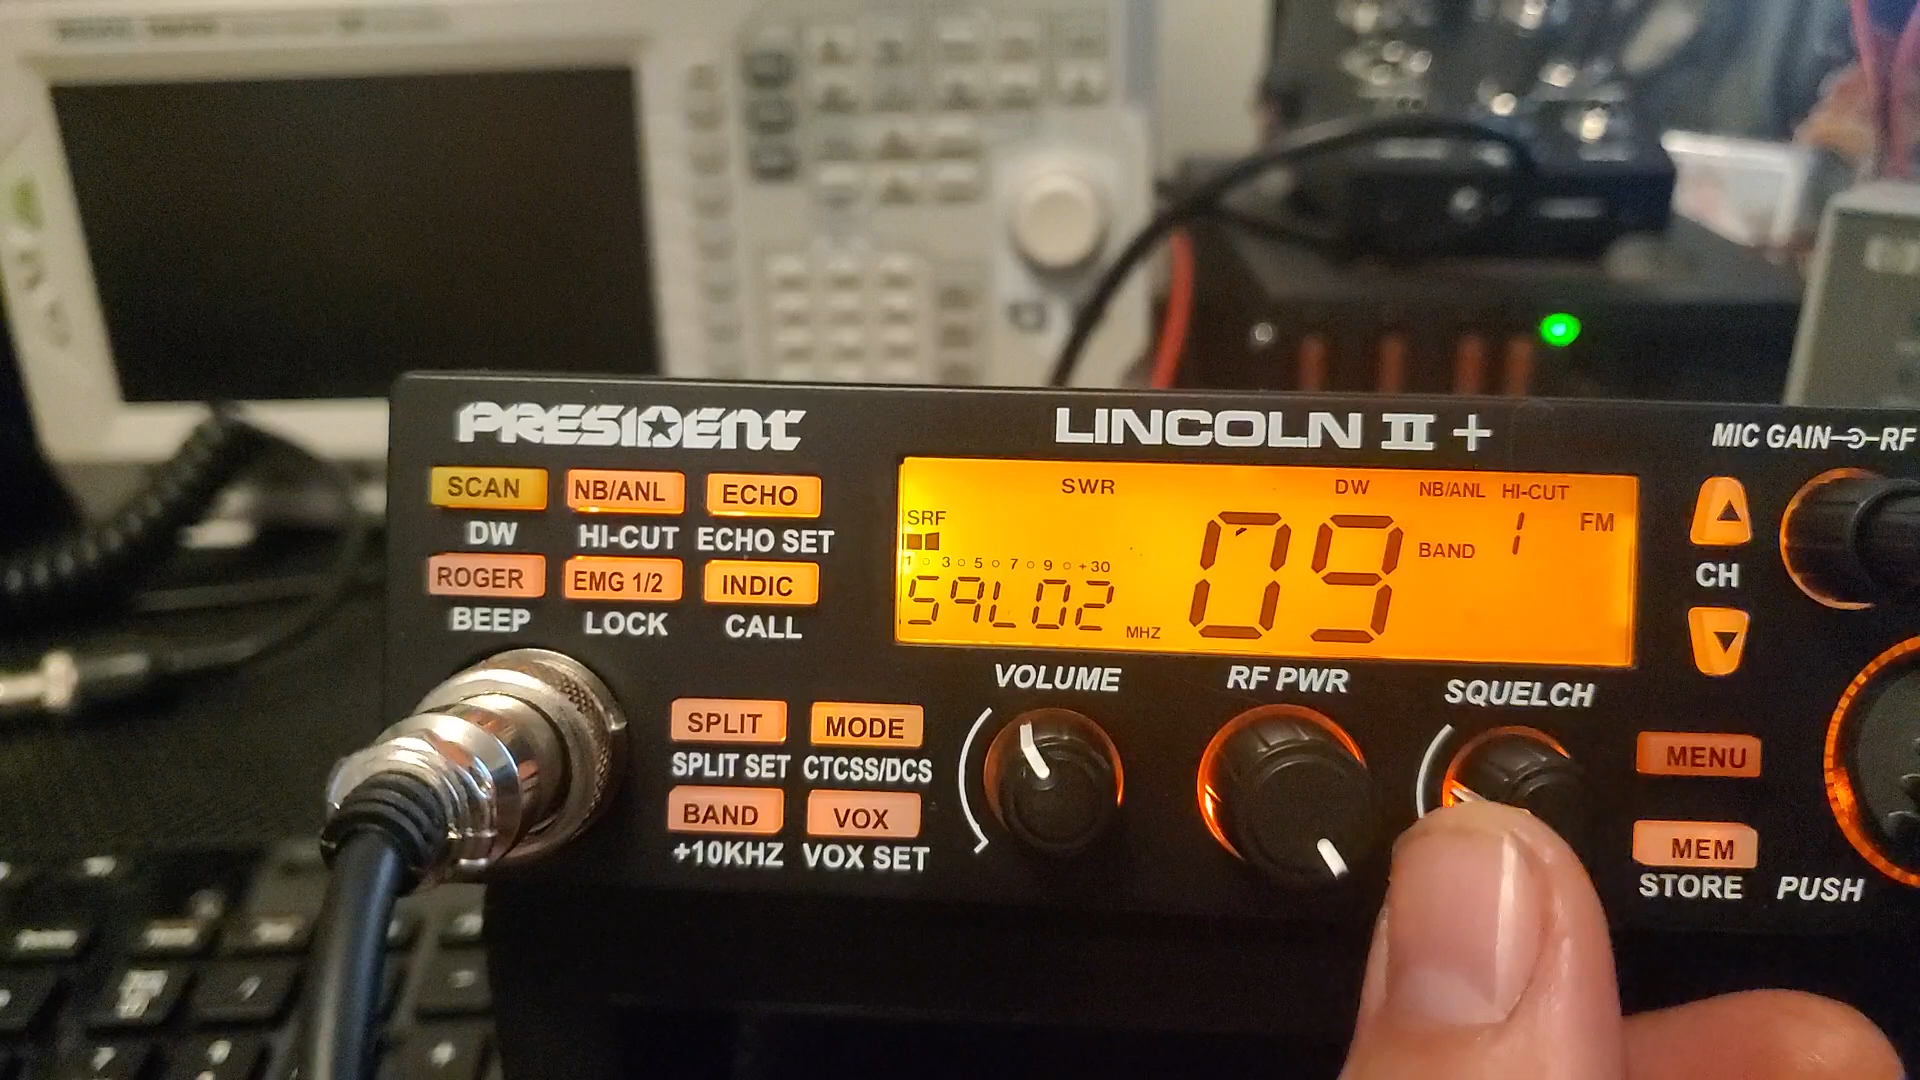 PRESIDENT
LINCOLN II +
MIC GAIN RF
SCAN NB/ANL ECHO
DW HI-CUT ECHO SET
ROGER EMG 1/2 INDIC
BEEP LOCK CALL
SWR DW NB/ANL HI-CUT
SRF 1 FM
09 BAND
1 3 5 7 9 +30
S9L02 MHZ
CH
VOLUME RF PWR SQUELCH
SPLIT MODE
SPLIT SET CTCSS/DCS
BAND VOX
+10KHZ VOX SET
MENU
MEM
STORE PUSH